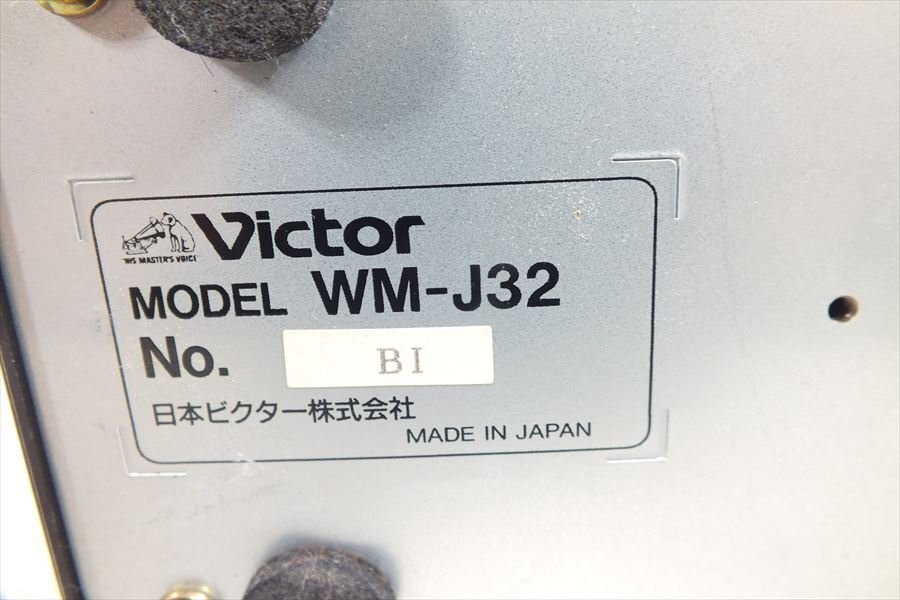 Victor
"HIS MASTER'S VOICE"
MODEL WM-J32
No. BI
日本ビクター株式会社
MADE IN JAPAN